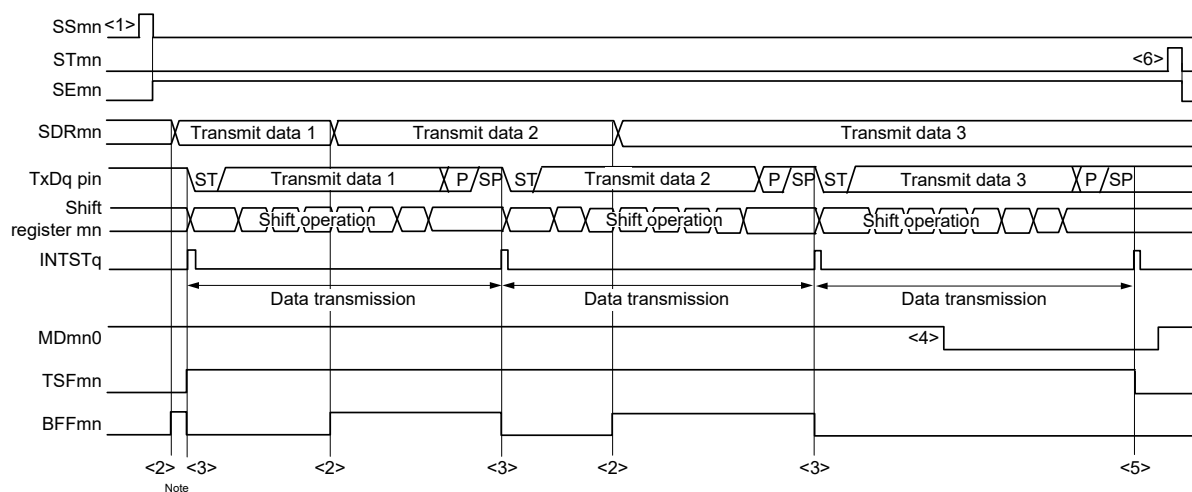 SSmn <1>
STmn <6>
SEmn
SDRmn Transmit data 1 Transmit data 2 Transmit data 3
TxDq pin ST Transmit data 1 P SP ST Transmit data 2 P SP ST Transmit data 3 P SP
Shift
register mn Shift operation Shift operation Shift operation
INTSTq
Data transmission Data transmission Data transmission
MDmn0 <4>
TSFmn
BFFmn
<2> <3> <2> <3> <2> <3> <5>
Note